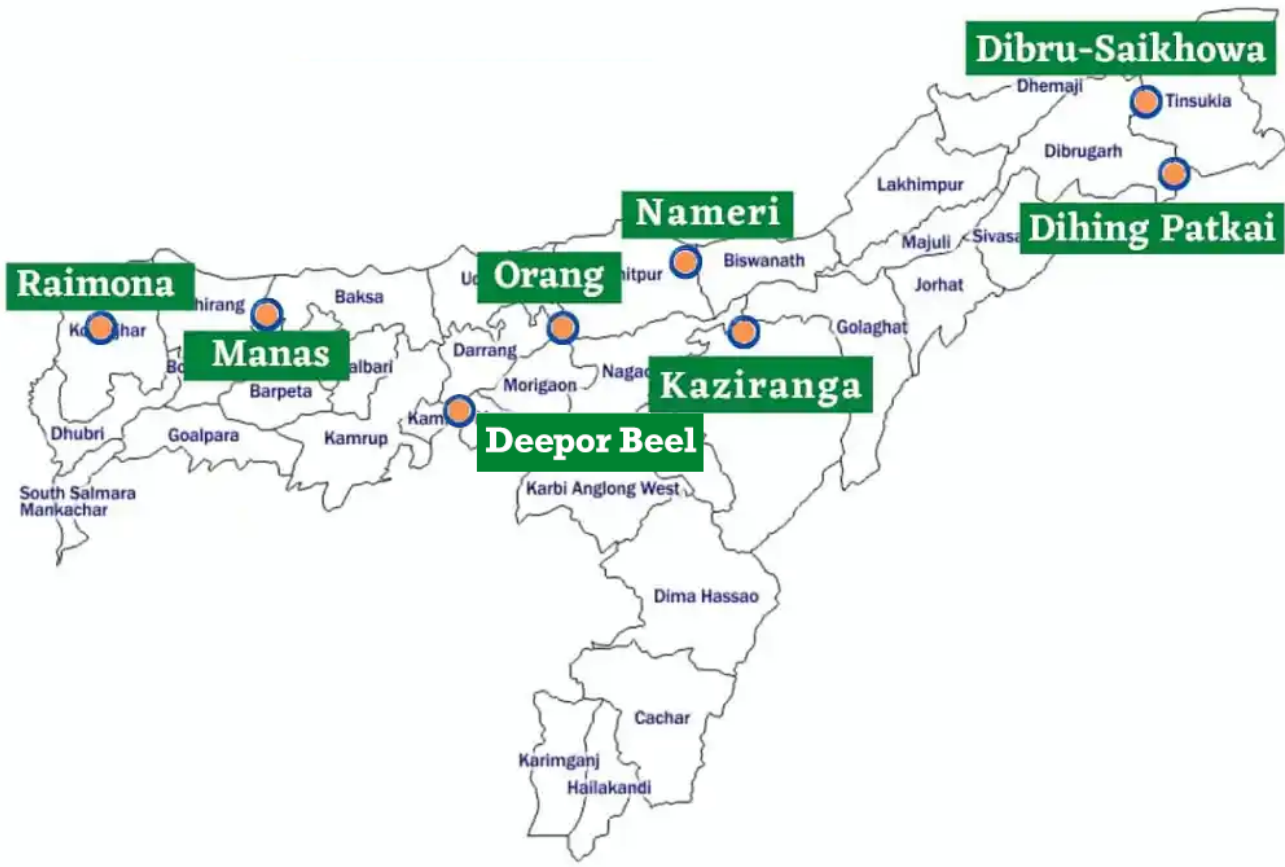 Dibru-Saikhowa
Dhemaji
Tinsukia
Dibrugarh
Lakhimpur
Nameri
Dihing Patkai
Majuli
Biswanath
Orang
Raimona
Baksa
Jorhat
Golaghat
Manas
Darrang
Kaziranga
Morigaon
Barpeta
Deepor Beel
Dhubri
Goalpara
Kamrup
Karbi Anglong West
South Salmara
Mankachar
Dima Hassao
Cachar
Karimganj
Hailakandi